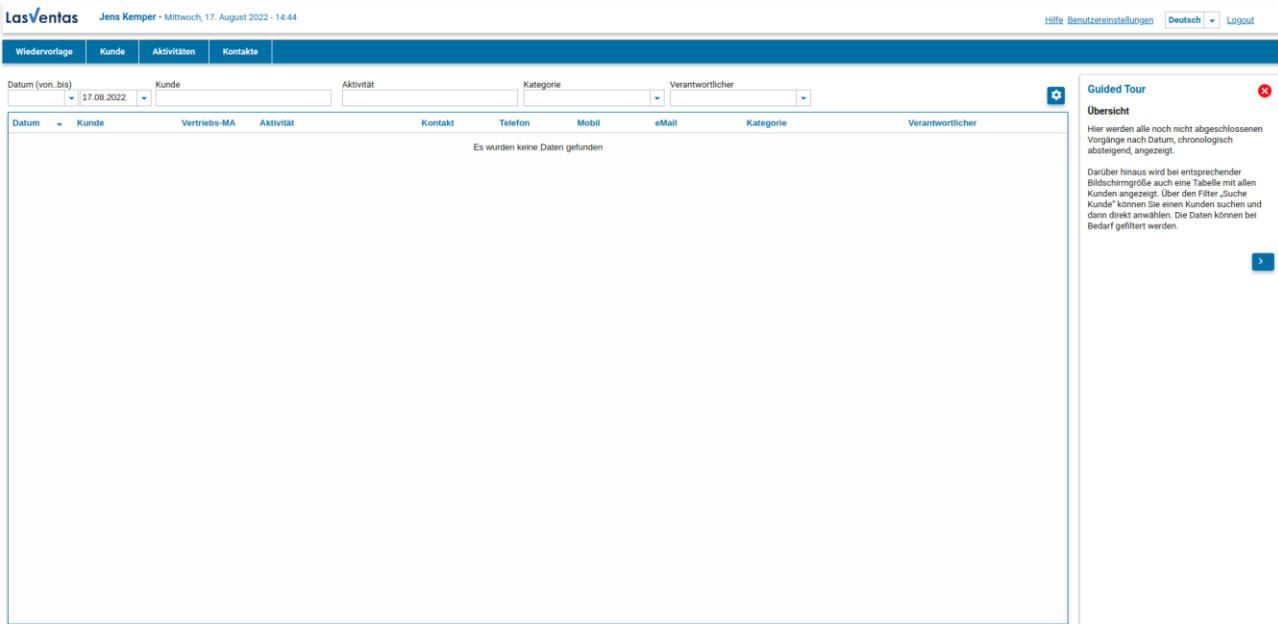 LasVentas Jens Kemper - Mittwoch, 17. August 2022 - 14:44
Hilfe Benutzereinstellungen Deutsch Logout
Wiedervorlage Kunde Aktivitäten Kontakte
Datum (von..bis) Kunde Aktivität Kategorie Verantwortlicher
17.08.2022
Datum Kunde Vertriebs-MA Aktivität Kontakt Telefon Mobil eMail Kategorie Verantwortlicher
Es wurden keine Daten gefunden
Guided Tour
Übersicht
Hier werden alle noch nicht abgeschlossenen
Vorgänge nach Datum, chronologisch
absteigend, angezeigt.
Darüber hinaus wird bei entsprechender
Bildschirmgröße auch eine Tabelle mit allen
Kunden angezeigt. Über den Filter „Suche
Kunde" können Sie einen Kunden suchen und
dann direkt anwählen. Die Daten können bei
Bedarf gefiltert werden.